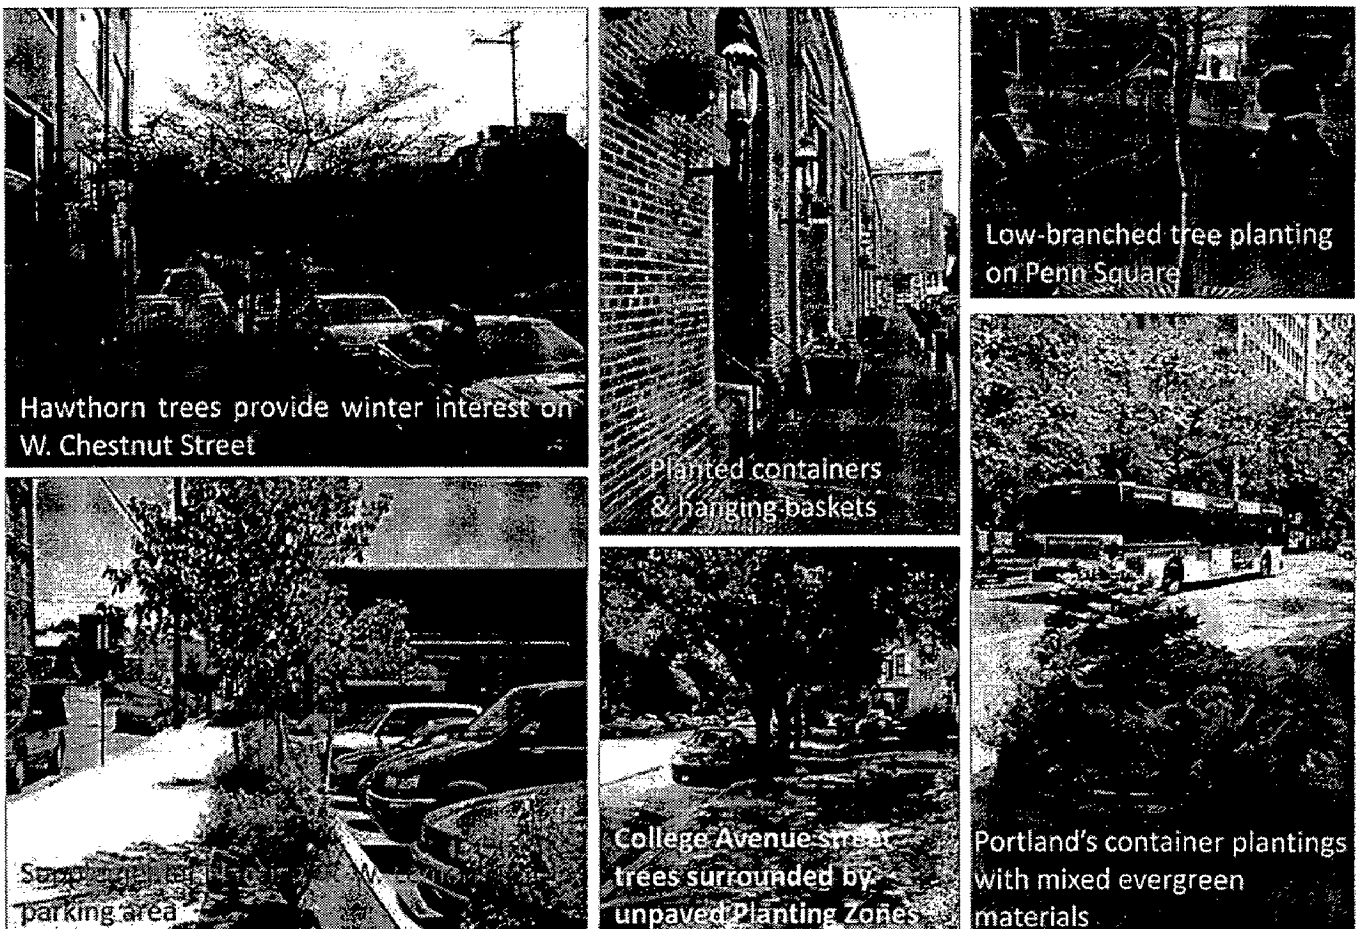 Hawthorn trees provide winter interest on
W. Chestnut Street
Planted containers
& hanging baskets
Low-branched tree planting
on Penn Square
parking area
College Avenue street
trees surrounded by
unpaved Planting Zones
Portland's container plantings
with mixed evergreen
materials